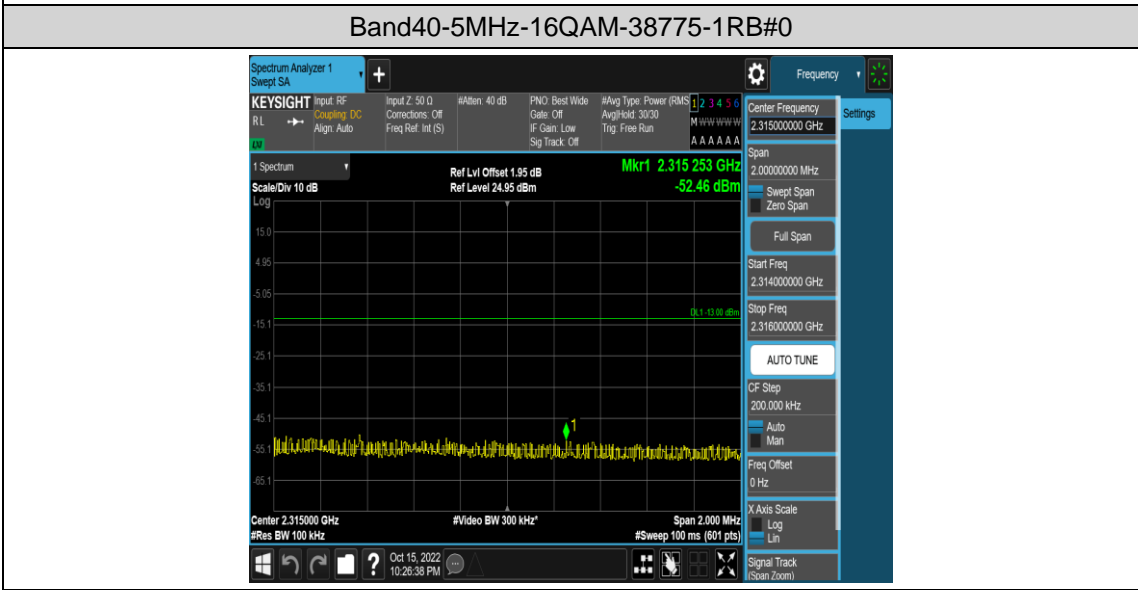 Band40-5MHz-16QAM-38775-1RB#0
Spectrum Analyzer 1
Swept SA
Frequency
KEYSIGHT
RL
LXI
Input: RF
Coupling: DC
Align: Auto
Input Z: 50 Ω
Corrections: Off
Freq Ref: Int (S)
#Atten: 40 dB
PNO: Best Wide
Gate: Off
IF Gain: Low
Sig Track: Off
#Avg Type: Power (RMS
Avg|Hold: 30/30
Trig: Free Run
1 2 3 4 5 6
M W W W W W
A A A A A A
Center Frequency
2.315000000 GHz
Settings
1 Spectrum
Scale/Div 10 dB
Log
Ref Lvl Offset 1.95 dB
Ref Level 24.95 dBm
Mkr1 2.315 253 GHz
-52.46 dBm
Span
2.00000000 MHz
Swept Span
Zero Span
Full Span
Start Freq
2.314000000 GHz
Stop Freq
2.316000000 GHz
AUTO TUNE
CF Step
200.000 kHz
Auto
Man
Freq Offset
0 Hz
X Axis Scale
Log
Lin
Signal Track
(Span Zoom)
15.0
4.95
-5.05
DL1 -13.00 dBm
-15.1
-25.1
-35.1
-45.1
1
-55.1
-65.1
Center 2.315000 GHz
#Res BW 100 kHz
#Video BW 300 kHz*
Span 2.000 MHz
#Sweep 100 ms (601 pts)
?
Oct 15, 2022
10:26:38 PM